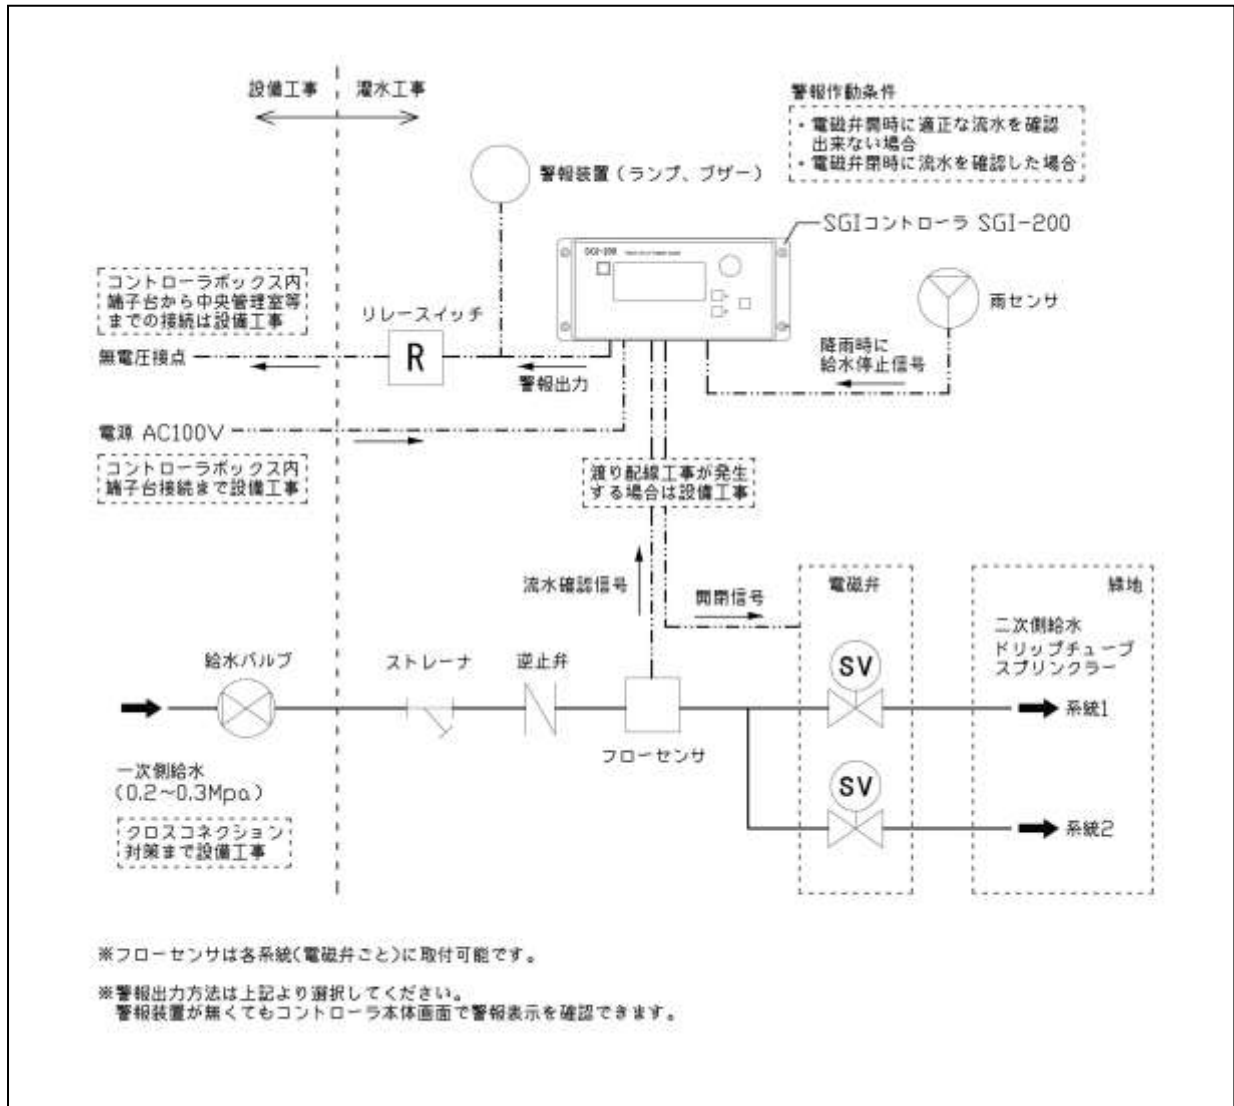 設備工事
灌水工事
警報作動条件
・電磁弁開時に適正な流水を確認
出来ない場合
・電磁弁閉時に流水を確認した場合
警報装置（ランプ、ブザー）
SGIコントローラ SGI-200
SGI-200
コントローラボックス内
端子台から中央管理室等
までの接続は設備工事
リレースイッチ
雨センサ
無電圧接点
R
警報出力
降雨時に
給水停止信号
電源 AC100V
コントローラボックス内
端子台接続まで設備工事
渡り配線工事が発生
する場合は設備工事
流水確認信号
開閉信号
電磁弁
緑地
二次側給水
ドリップチューブ
スプリンクラー
給水バルブ
ストレーナ
逆止弁
SV
系統1
フローセンサ
一次側給水
(0.2~0.3Mpa)
SV
系統2
クロスコネクション
対策まで設備工事
※フローセンサは各系統(電磁弁ごと)に取付可能です。
※警報出力方法は上記より選択してください。
警報装置が無くてもコントローラ本体画面で警報表示を確認できます。